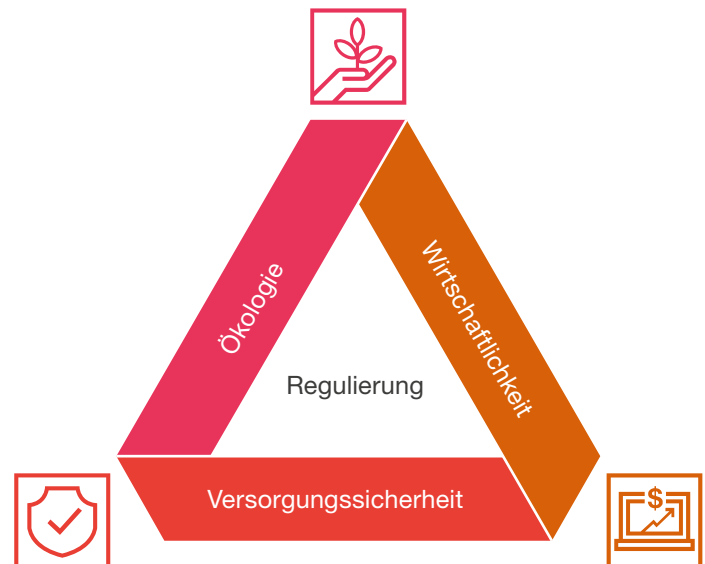 Ökologie
Wirtschaftlichkeit
Regulierung
Versorgungssicherheit
$